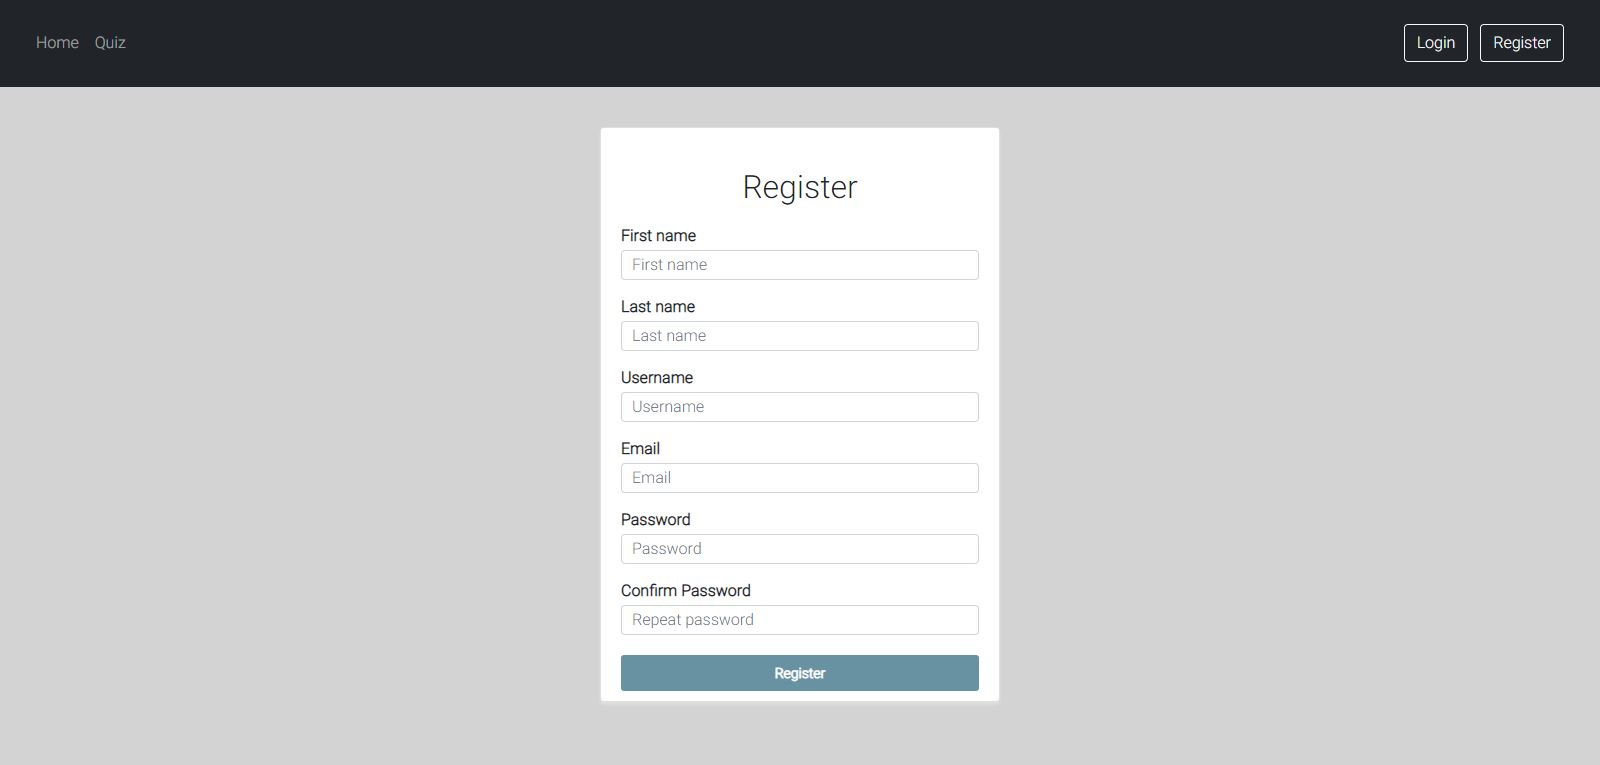 Home Quiz Login Register
Register
First name
First name
Last name
Last name
Username
Username
Email
Email
Password
Password
Confirm Password
Repeat password
Register